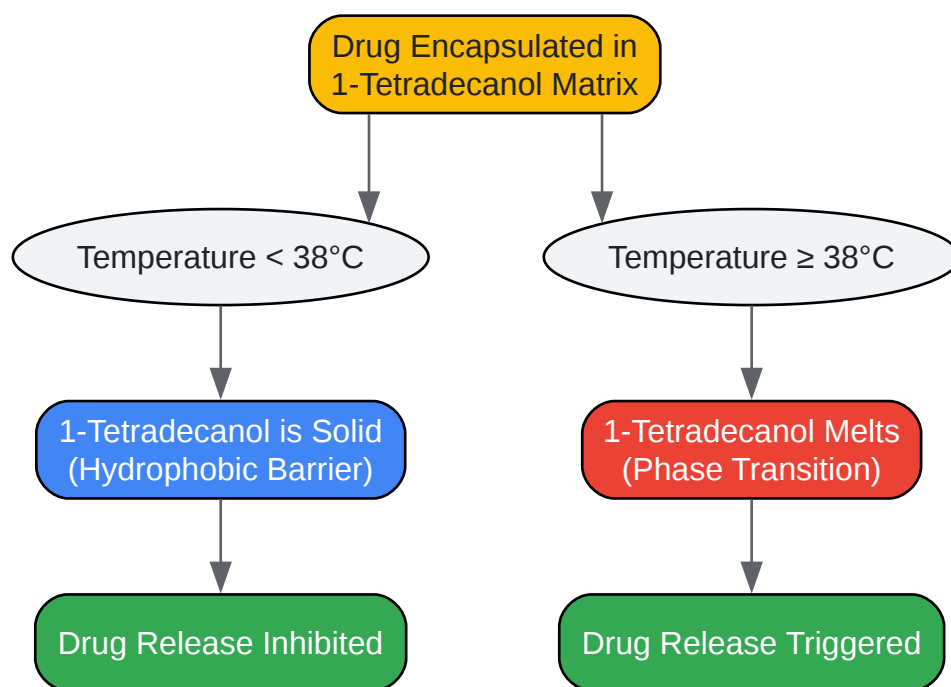 Drug Encapsulated in
1-Tetradecanol Matrix
Temperature < 38°C
Temperature ≥ 38°C
1-Tetradecanol is Solid
(Hydrophobic Barrier)
1-Tetradecanol Melts
(Phase Transition)
Drug Release Inhibited
Drug Release Triggered